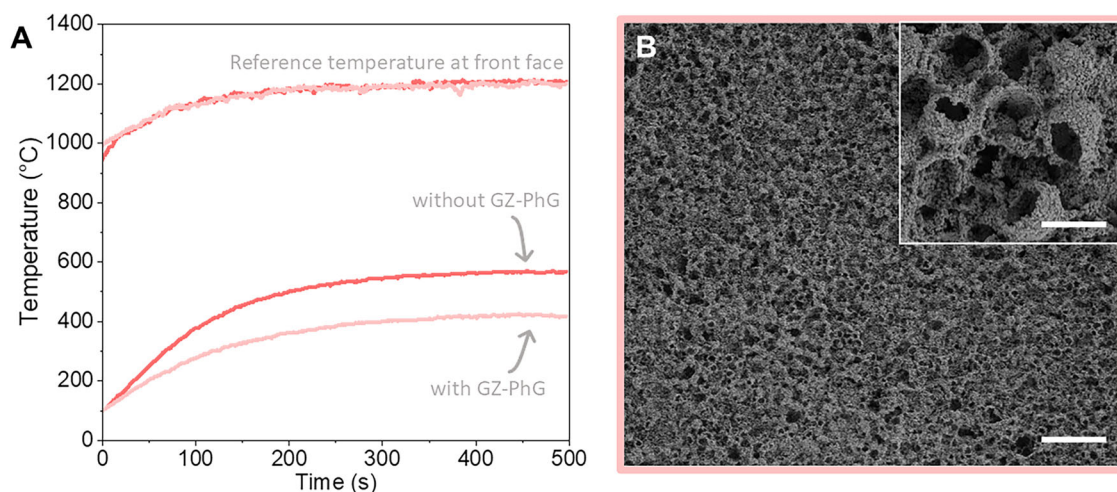 A
1400
1200
1000
800
600
400
200
0
Temperature (°C)
Reference temperature at front face
without GZ-PhG
with GZ-PhG
0 100 200 300 400 500
Time (s)
B